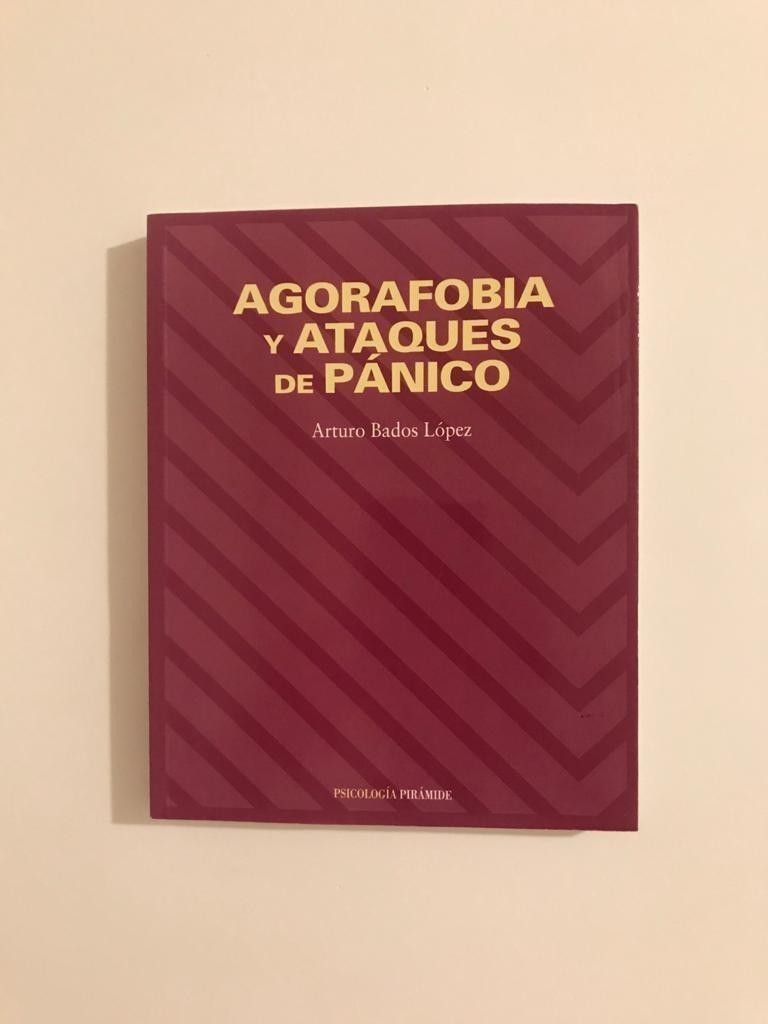 AGORAFOBIA
Y ATAQUES
DE PÁNICO
Arturo Bados López
PSICOLOGÍA PIRÁMIDE